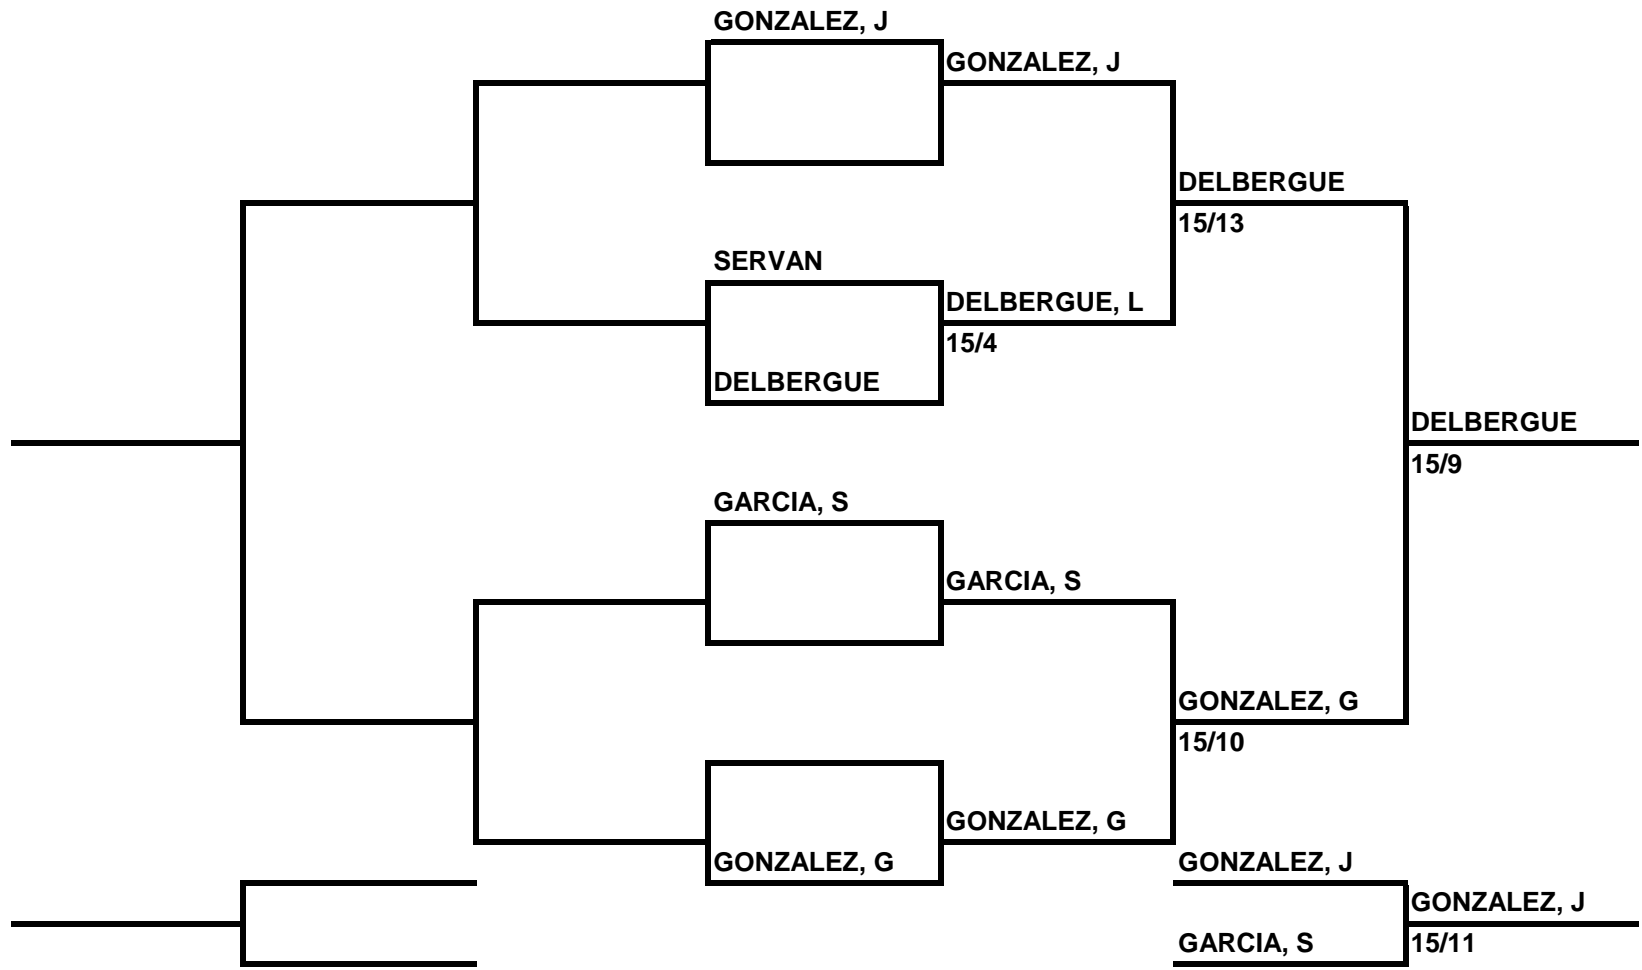 GONZALEZ, J
GONZALEZ, J
DELBERGUE
15/13
SERVAN
DELBERGUE, L
15/4
DELBERGUE
DELBERGUE
15/9
GARCIA, S
GARCIA, S
GONZALEZ, G
15/10
GONZALEZ, G
GONZALEZ, G
GONZALEZ, J
GONZALEZ, J
GARCIA, S
15/11